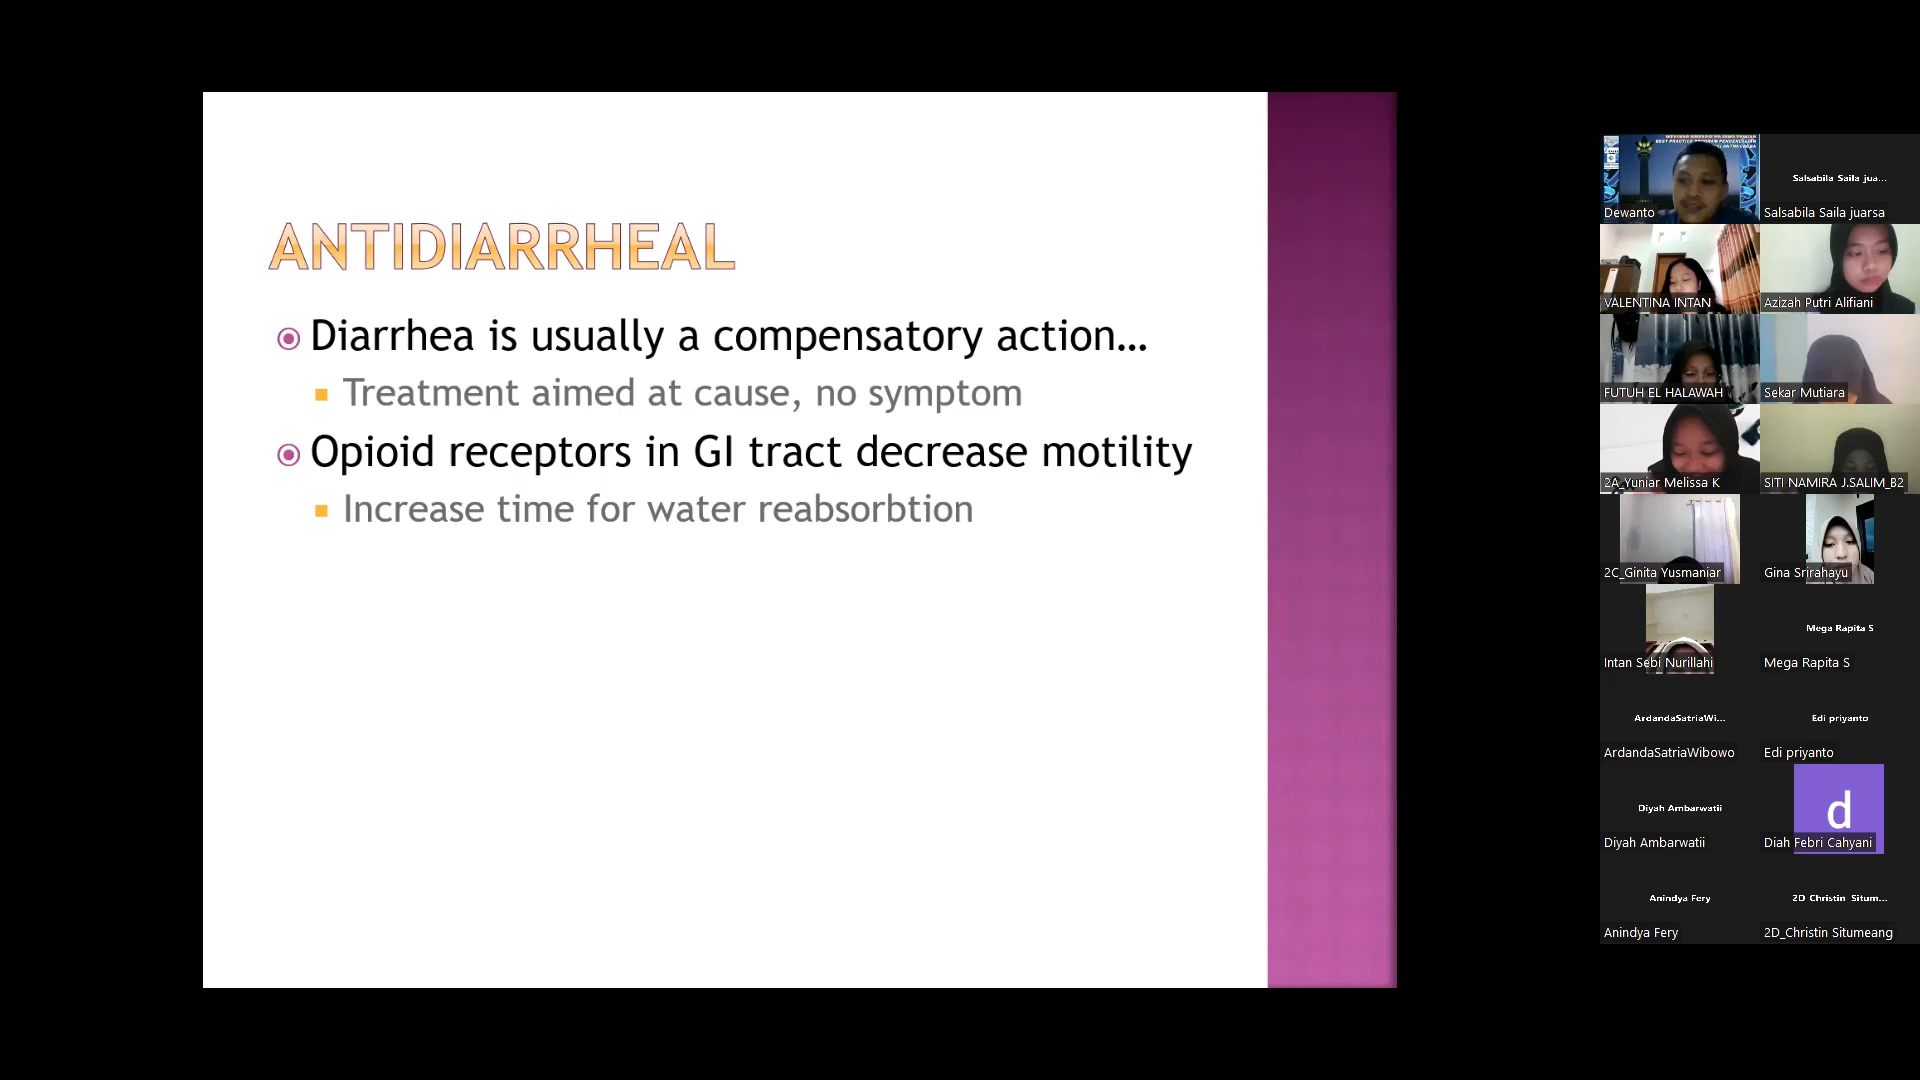 ANTIDIARRHEAL
Diarrhea is usually a compensatory action...
Treatment aimed at cause, no symptom
Opioid receptors in GI tract decrease motility
Increase time for water reabsorbtion
Dewanto
Salsabila Saila jua...
Salsabila Saila juarsa
VALENTINA INTAN
Azizah Putri Alifiani
FUTUH EL HALAWAH
Sekar Mutiara
2A_Yuniar Melissa K
SITI NAMIRA J.SALIM_B2
2C_Ginita Yusmaniar
Gina Srirahayu
Intan Sebi Nurillahi
Mega Rapita S
Mega Rapita S
ArdandaSatriaWi...
ArdandaSatriaWibowo
Edi priyanto
Edi priyanto
Diyah Ambarwatii
Diyah Ambarwatii
d
Diah Febri Cahyani
Anindya Fery
Anindya Fery
2D_Christin Situm...
2D_Christin Situmeang